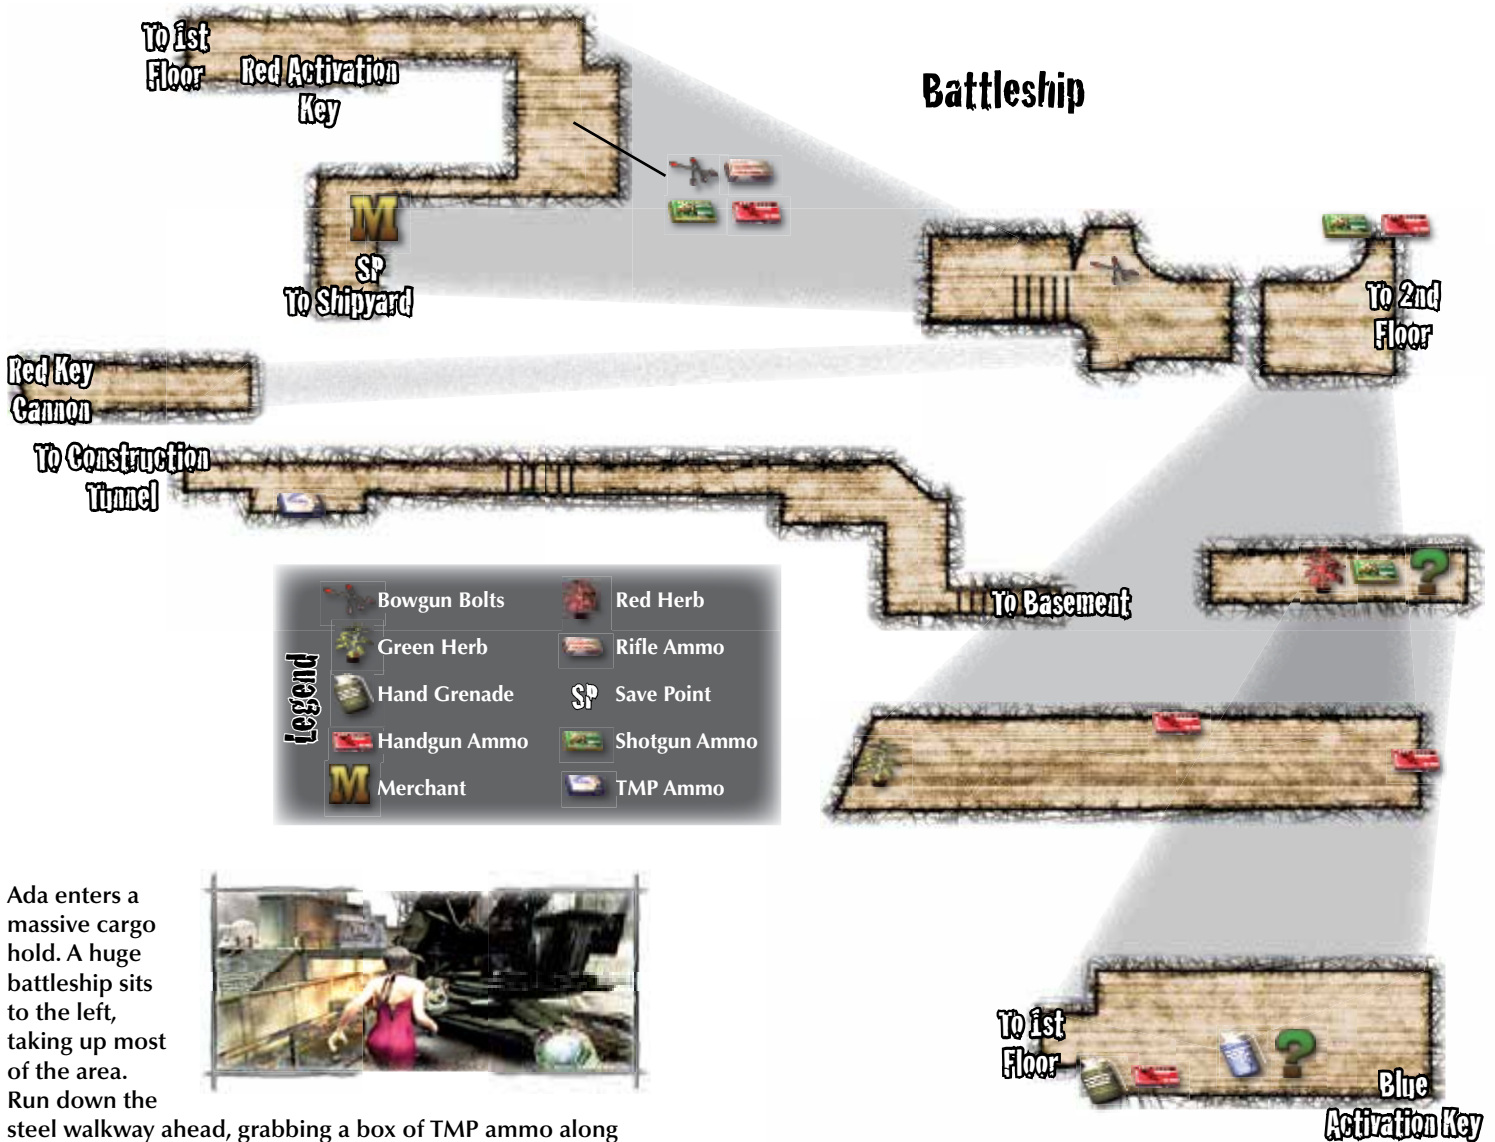 To 1st
Floor
Red Activation
Key
Battleship
M
SP
To Shipyard
To 2nd
Floor
Red Key
Cannon
To Construction
Tunnel
To Basement
Legend
Bowgun Bolts
Red Herb
Green Herb
Rifle Ammo
Hand Grenade
SP Save Point
Handgun Ammo
Shotgun Ammo
M Merchant
TMP Ammo
?
To 1st
Floor
?
Blue
Activation Key
Ada enters a
massive cargo
hold. A huge
battleship sits
to the left,
taking up most
of the area.
Run down the
steel walkway ahead, grabbing a box of TMP ammo along